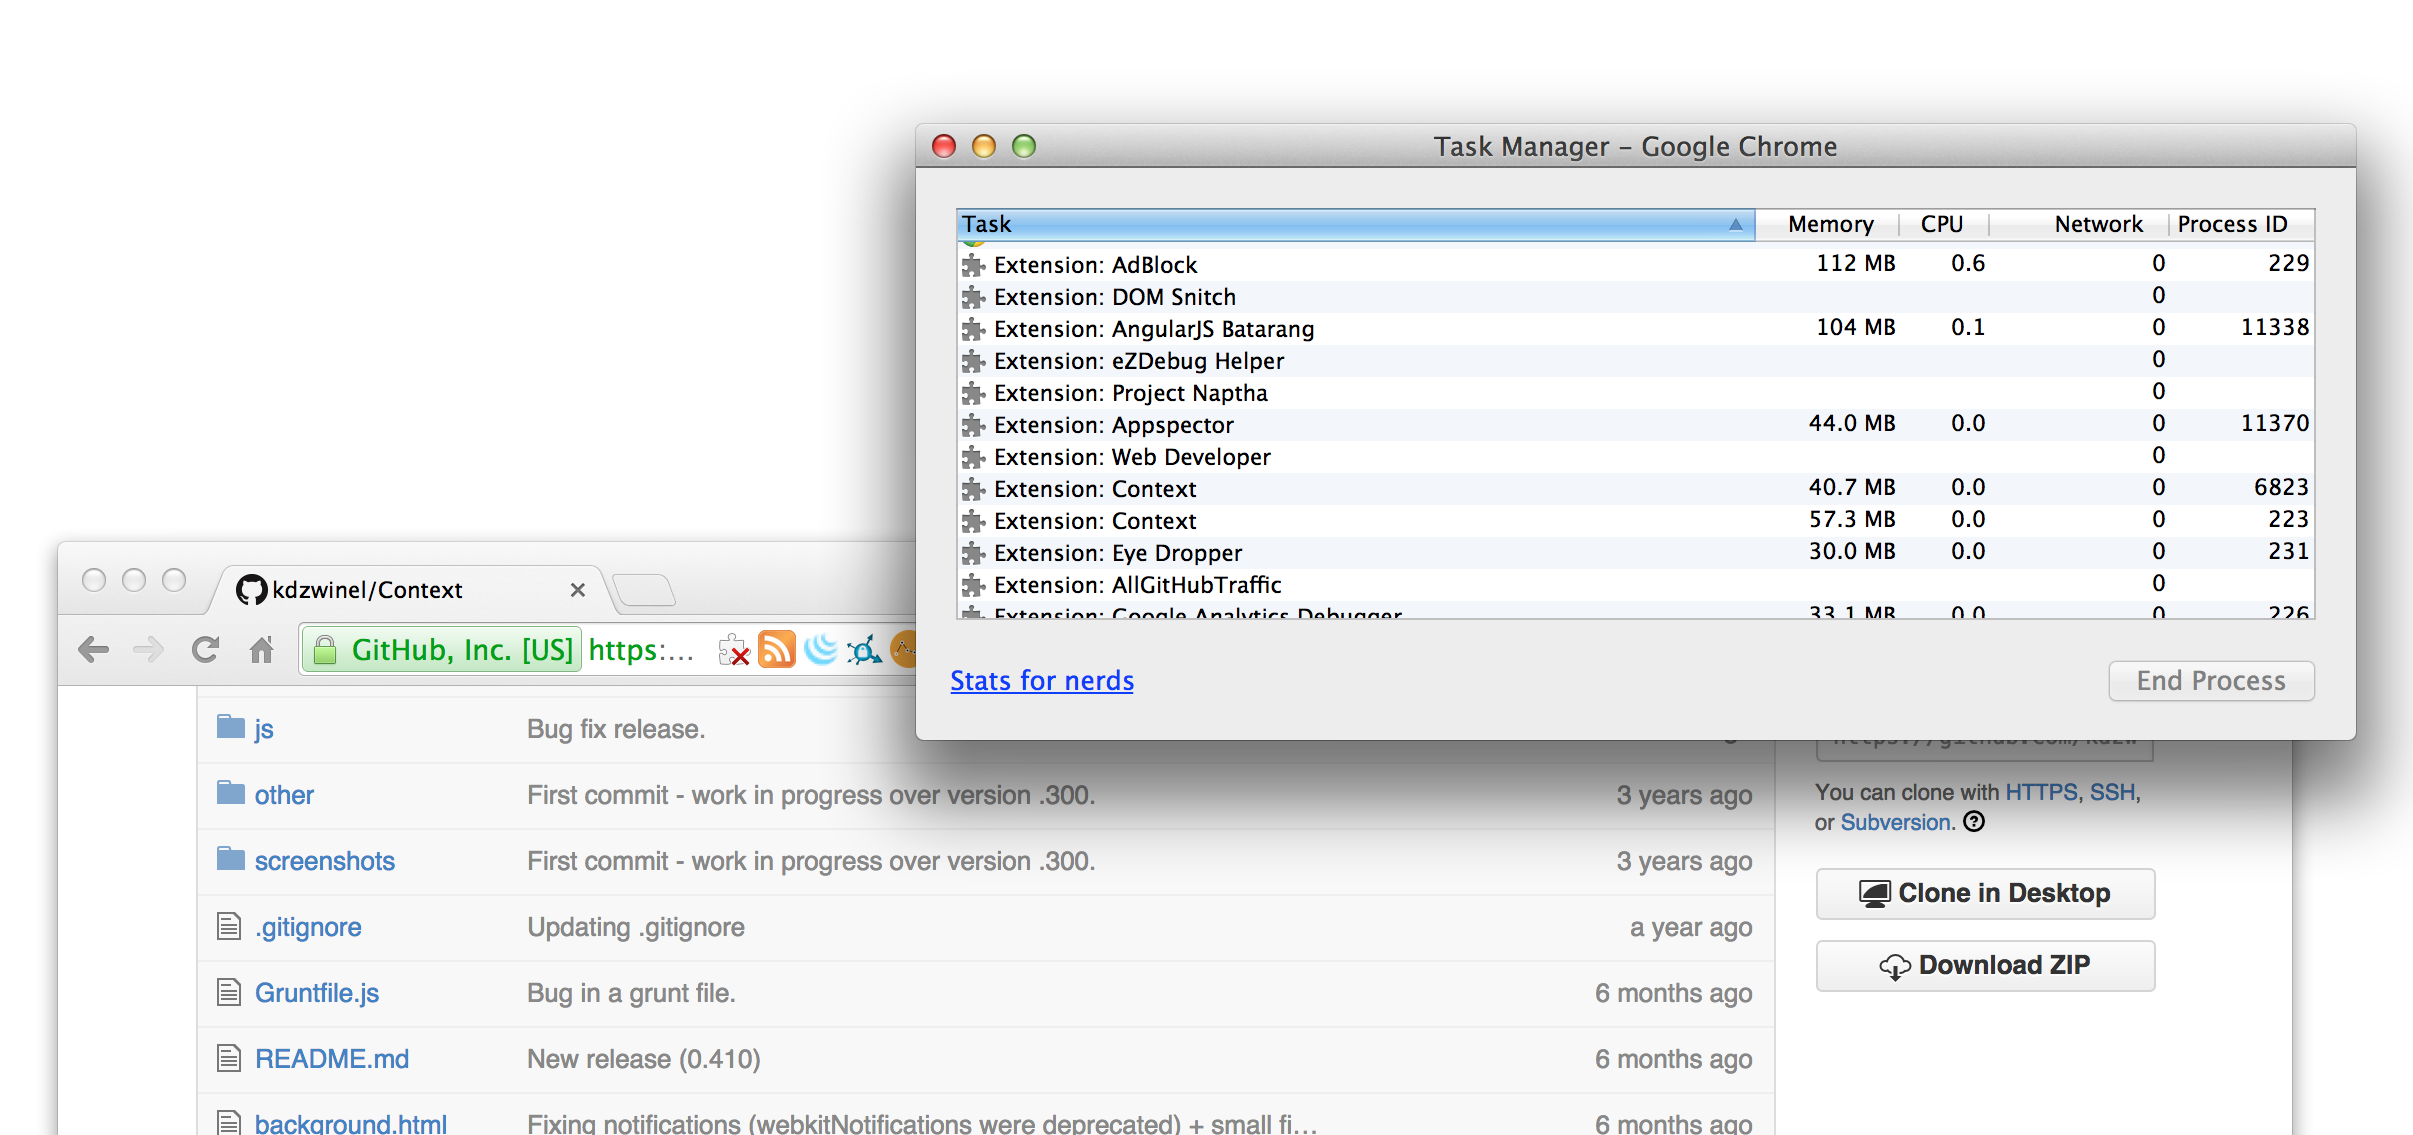 Task Manager – Google Chrome
Task Memory CPU Network Process ID
Extension: AdBlock 112 MB 0.6 0 229
Extension: DOM Snitch 0
Extension: AngularJS Batarang 104 MB 0.1 0 11338
Extension: eZDebug Helper 0
Extension: Project Naptha 0
Extension: Appspector 44.0 MB 0.0 0 11370
Extension: Web Developer 0
Extension: Context 40.7 MB 0.0 0 6823
Extension: Context 57.3 MB 0.0 0 223
Extension: Eye Dropper 30.0 MB 0.0 0 231
Extension: AllGitHubTraffic 0
Extension: Google Analytics Debugger 33.1 MB 0.0 0 226
Stats for nerds
End Process
kdzwinel/Context
GitHub, Inc. [US] https:...
js Bug fix release.
other First commit - work in progress over version .300. 3 years ago
screenshots First commit - work in progress over version .300. 3 years ago
.gitignore Updating .gitignore a year ago
Gruntfile.js Bug in a grunt file. 6 months ago
README.md New release (0.410) 6 months ago
background.html Fixing notifications (webkitNotifications were deprecated) + small fi... 6 months ago
https://github.com/kdzw
You can clone with HTTPS, SSH,
or Subversion.
Clone in Desktop
Download ZIP